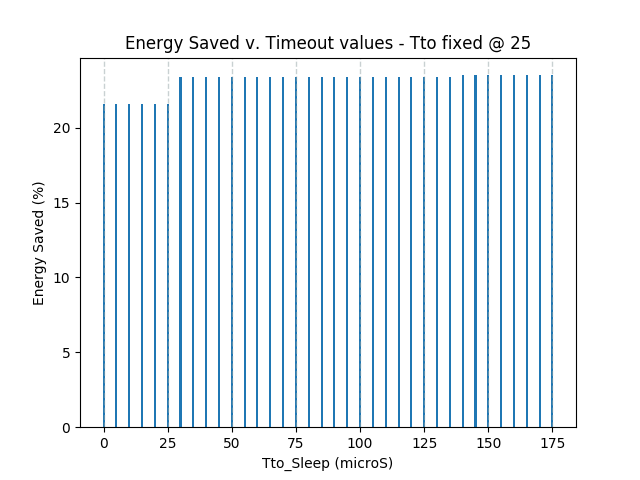 Energy Saved v. Timeout values - Tto fixed @ 25
Energy Saved (%)
20
15
10
5
0
0 25 50 75 100 125 150 175
Tto_Sleep (microS)